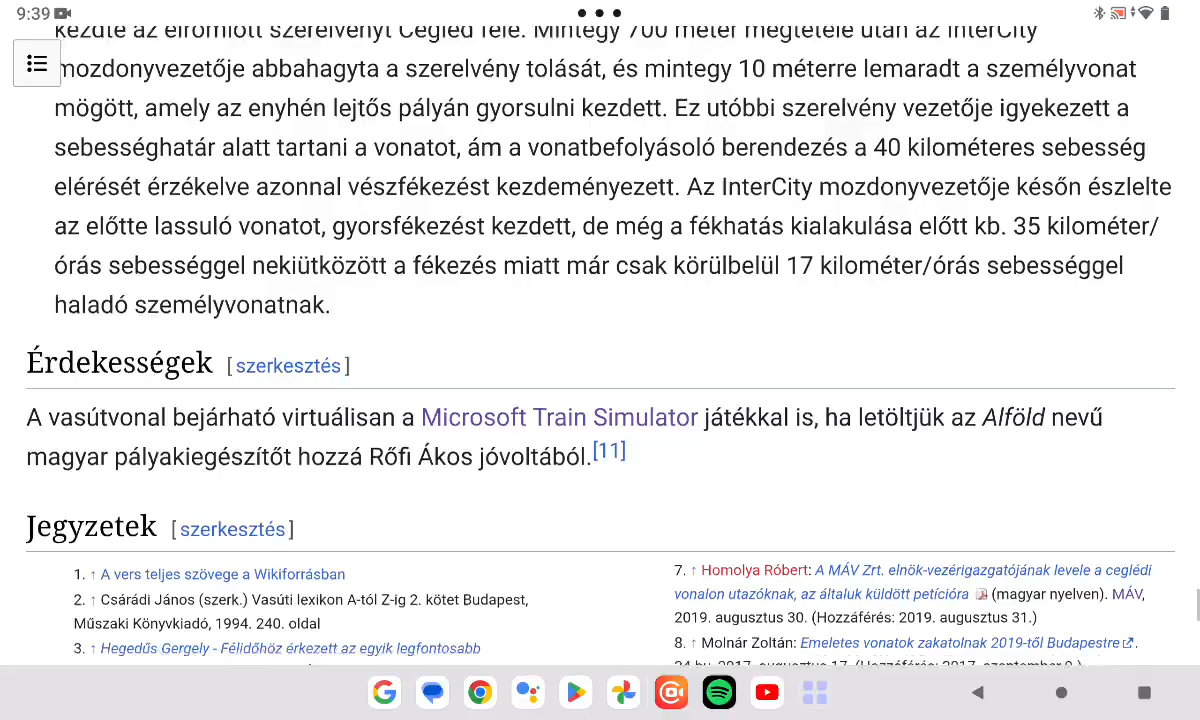 9:39
kezdte az elromlott szerelvényt Cegléd felé. Mintegy 700 méter megtétele után az InterCity
mozdonyvezetője abbahagyta a szerelvény tolását, és mintegy 10 méterre lemaradt a személyvonat
mögött, amely az enyhén lejtős pályán gyorsulni kezdett. Ez utóbbi szerelvény vezetője igyekezett a
sebességhatár alatt tartani a vonatot, ám a vonatbefolyásoló berendezés a 40 kilométeres sebesség
elérését érzékelve azonnal vészfékezést kezdeményezett. Az InterCity mozdonyvezetője későn észlelte
az előtte lassuló vonatot, gyorsfékezést kezdett, de még a fékhatás kialakulása előtt kb. 35 kilométer/
órás sebességgel nekiütközött a fékezés miatt már csak körülbelül 17 kilométer/órás sebességgel
haladó személyvonatnak.
Érdekességek [szerkesztés]
A vasútvonal bejárható virtuálisan a Microsoft Train Simulator játékkal is, ha letöltjük az Alföld nevű
magyar pályakiegészítőt hozzá Rőfi Ákos jóvoltából.[11]
Jegyzetek [szerkesztés]
1. ↑ A vers teljes szövege a Wikiforrásban
2. ↑ Csárádi János (szerk.) Vasúti lexikon A-tól Z-ig 2. kötet Budapest,
Műszaki Könyvkiadó, 1994. 240. oldal
3. ↑ Hegedűs Gergely - Félidőhöz érkezett az egyik legfontosabb
7. ↑ Homolya Róbert: A MÁV Zrt. elnök-vezérigazgatójának levele a ceglédi
vonalon utazóknak, az általuk küldött petícióra (magyar nyelven). MÁV,
2019. augusztus 30. (Hozzáférés: 2019. augusztus 31.)
8. ↑ Molnár Zoltán: Emeletes vonatok zakatolnak 2019-től Budapestre.
24.hu, 2017. augusztus 17. (Hozzáférés: 2017. szeptember 9.)